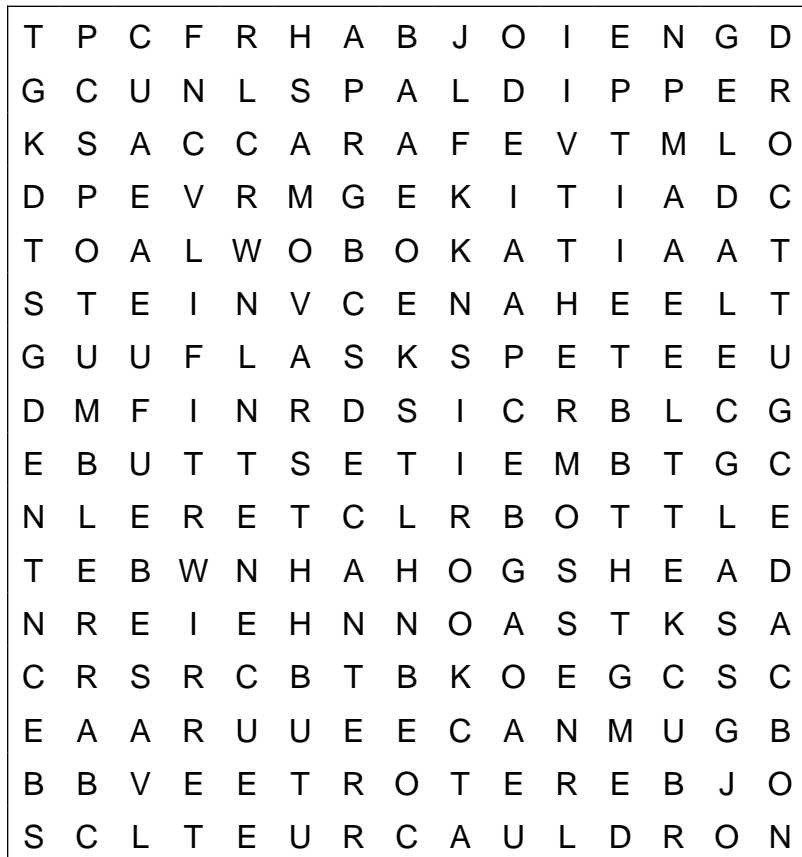 T P C F R H A B J O I E N G D
G C U N L S P A L D I P P E R
K S A C C A R A F E V T M L O
D P E V R M G E K I T I A D C
T O A L W O B O K A T I A A T
S T E I N V C E N A H E E L T
G U U F L A S K S P E T E E U
D M F I N R D S I C R B L C G
E B U T T S E T I E M B T G C
N L E R E T C L R B O T T L E
T E B W N H A H O G S H E A D
N R E I E H N N O A S T K S A
C R S R C B T B K O E G C S C
E A A R U U E E C A N M U G B
B B V E E T R O T E R E B J O
S C L T E U R C A U L D R O N